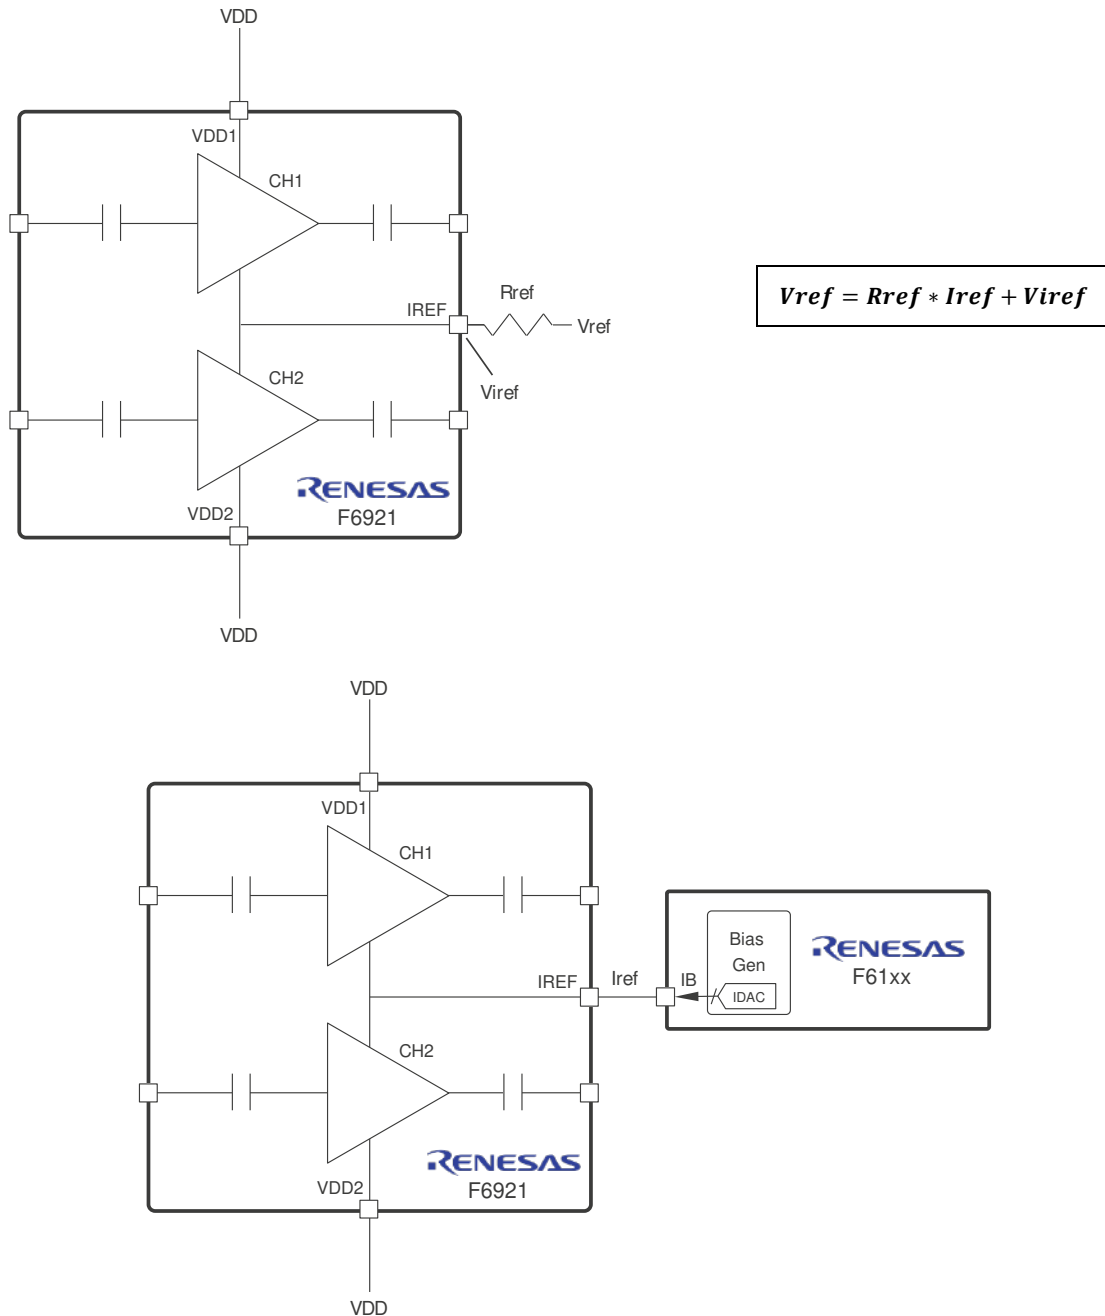 VDD
VDD1
CH1
IREF
Rref
Vref
Viref
CH2
RENESAS
F6921
VDD2
VDD
Vref = Rref * Iref + Viref
VDD
VDD1
CH1
IREF
Iref
IB
Bias
Gen
IDAC
RENESAS
F61xx
CH2
RENESAS
F6921
VDD2
VDD